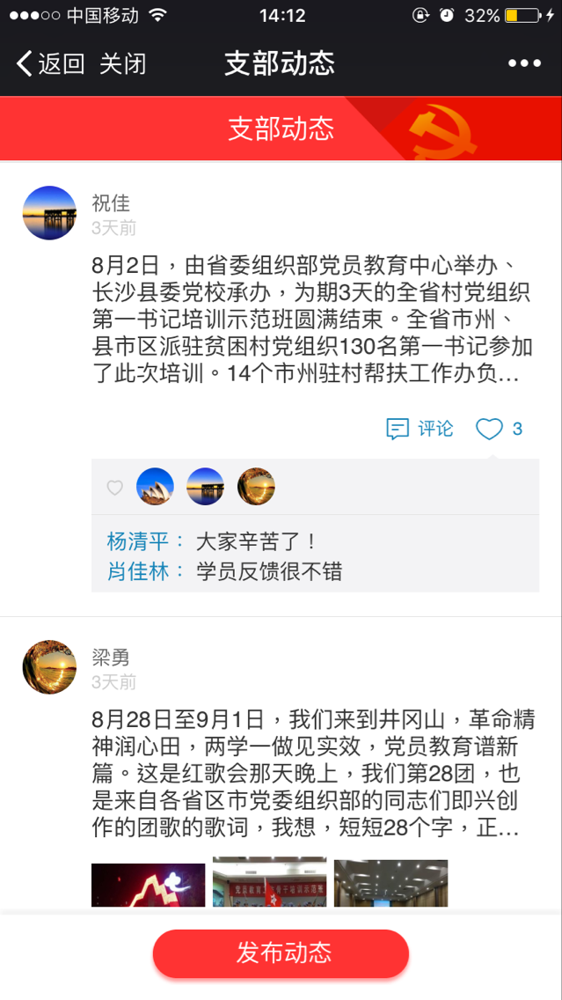 中国移动
14:12
32%
返回 关闭
支部动态
支部动态
祝佳
3天前
8月2日，由省委组织部党员教育中心举办、
长沙县委党校承办，为期3天的全省村党组织
第一书记培训示范班圆满结束。全省市州、
县市区派驻贫困村党组织130名第一书记参加
了此次培训。14个市州驻村帮扶工作办负...
评论
3
杨清平： 大家辛苦了！
肖佳林： 学员反馈很不错
梁勇
3天前
8月28日至9月1日，我们来到井冈山，革命精
神润心田，两学一做见实效，党员教育谱新
篇。这是红歌会那天晚上，我们第28团，也
是来自各省区市党委组织部的同志们即兴创
作的团歌的歌词，我想，短短28个字，正...
发布动态